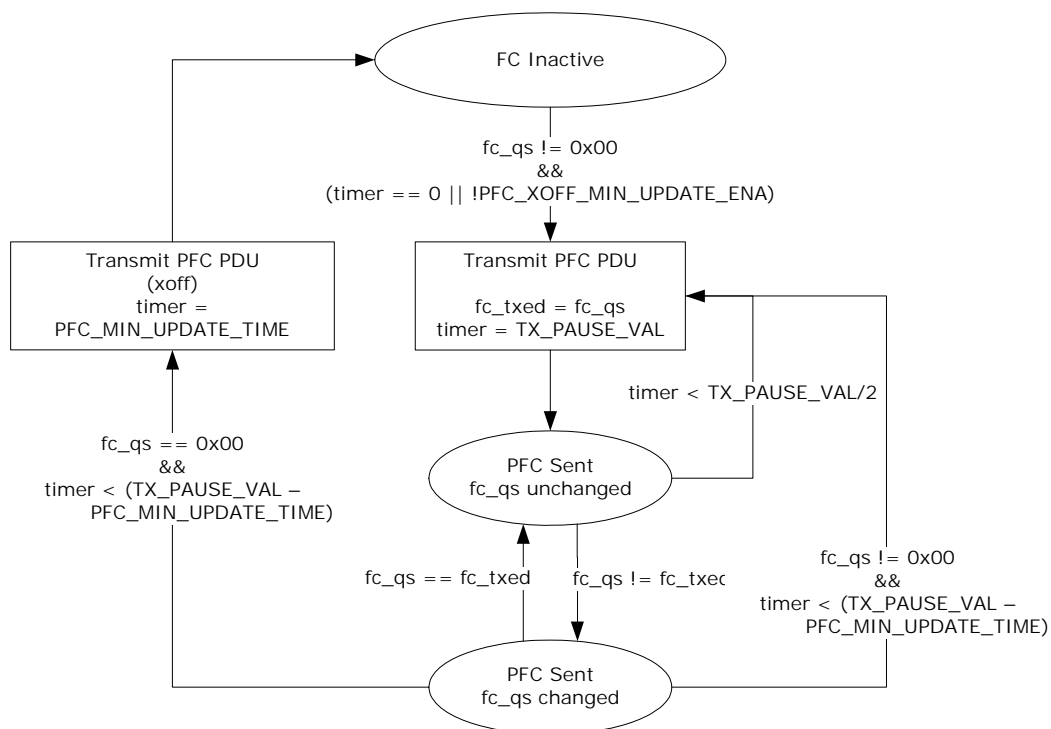 FC Inactive
fc_qs != 0x00
&&
(timer == 0 || !PFC_XOFF_MIN_UPDATE_ENA)
Transmit PFC PDU
(xoff)
timer =
PFC_MIN_UPDATE_TIME
Transmit PFC PDU
fc_txed = fc_qs
timer = TX_PAUSE_VAL
timer < TX_PAUSE_VAL/2
fc_qs == 0x00
&&
timer < (TX_PAUSE_VAL –
PFC_MIN_UPDATE_TIME)
PFC Sent
fc_qs unchanged
fc_qs == fc_txed
fc_qs != fc_txed
fc_qs != 0x00
&&
timer < (TX_PAUSE_VAL –
PFC_MIN_UPDATE_TIME)
PFC Sent
fc_qs changed